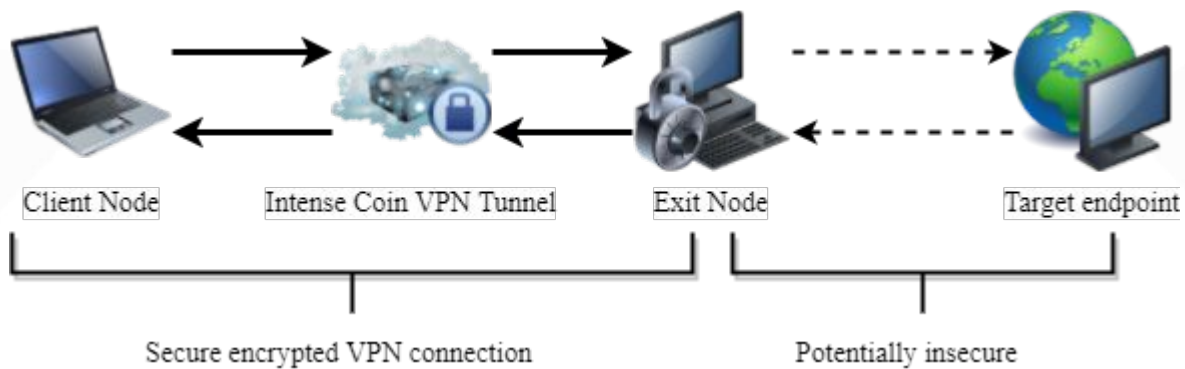 Client Node
Intense Coin VPN Tunnel
Exit Node
Target endpoint
Secure encrypted VPN connection
Potentially insecure